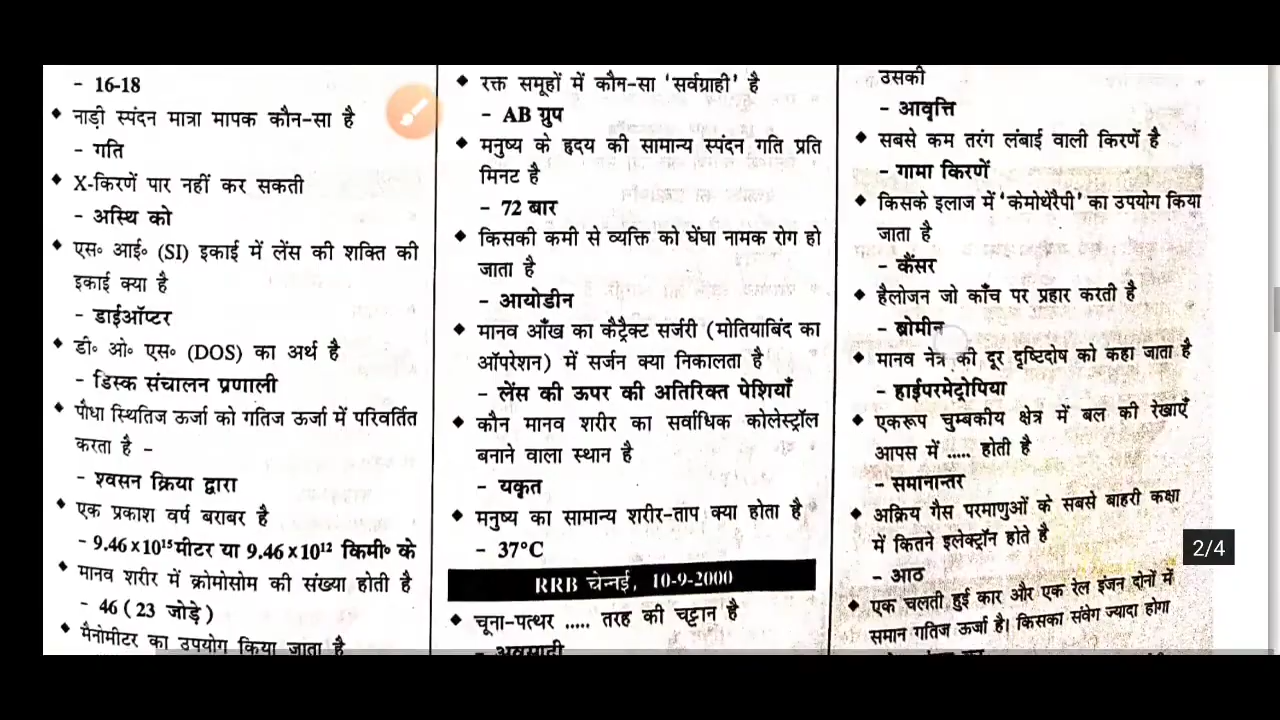 - 16-18
नाड़ी स्पंदन मात्रा मापक कौन-सा है
- गति
X-किरणें पार नहीं कर सकती
- अस्थि को
एस॰ आई॰ (SI) इकाई में लेंस की शक्ति की
इकाई क्या है
- डाईऑप्टर
डी॰ ओ॰ एस॰ (DOS) का अर्थ है
- डिस्क संचालन प्रणाली
पौधा स्थितिज ऊर्जा को गतिज ऊर्जा में परिवर्तित
करता है -
- श्वसन क्रिया द्वारा
एक प्रकाश वर्ष बराबर है
- 9.46×10¹⁵मीटर या 9.46×10¹² किमी॰ के
मानव शरीर में क्रोमोसोम की संख्या होती है
- 46 (23 जोड़े)
मैनोमीटर का उपयोग किया जाता है
रक्त समूहों में कौन-सा 'सर्वग्राही' है
- AB ग्रुप
मनुष्य के हृदय की सामान्य स्पंदन गति प्रति
मिनट है
- 72 बार
किसकी कमी से व्यक्ति को घेंघा नामक रोग हो
जाता है
- आयोडीन
मानव आँख का कैट्रैक्ट सर्जरी (मोतियाबिंद का
ऑपरेशन) में सर्जन क्या निकालता है
- लेंस की ऊपर की अतिरिक्त पेशियाँ
कौन मानव शरीर का सर्वाधिक कोलेस्ट्रॉल
बनाने वाला स्थान है
- यकृत
मनुष्य का सामान्य शरीर-ताप क्या होता है
- 37°C
RRB चेन्नई, 10-9-2000
चूना-पत्थर ..... तरह की चट्टान है
- अवसादी
उसकी
- आवृत्ति
सबसे कम तरंग लंबाई वाली किरणें है
- गामा किरणें
किसके इलाज में 'केमोथेरैपी' का उपयोग किया
जाता है
- कैंसर
हैलोजन जो काँच पर प्रहार करती है
- ब्रोमीन
मानव नेत्र की दूर दृष्टिदोष को कहा जाता है
- हाईपरमेट्रोपिया
एकरूप चुम्बकीय क्षेत्र में बल की रेखाएँ
आपस में ..... होती है
- समानान्तर
अक्रिय गैस परमाणुओं के सबसे बाहरी कक्षा
में कितने इलेक्ट्रॉन होते है
- आठ
एक चलती हुई कार और एक रेल इंजन दोनों में
समान गतिज ऊर्जा है। किसका संवेग ज्यादा होगा
2/4